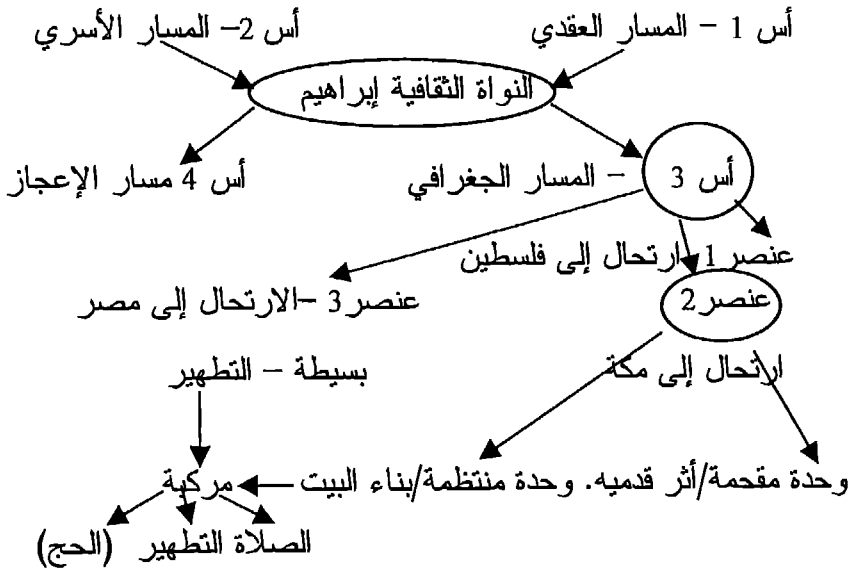 أس 1 – المسار العقدي أس 2– المسار الأسري
النواة الثقافية إبراهيم
أس 3 – المسار الجغرافي أس 4 مسار الإعجاز
عنصر 1 ارتحال إلى فلسطين
عنصر2 عنصر 3 –الارتحال إلى مصر
ارتحال إلى مكة بسيطة – التطهير
وحدة مقحمة/أثر قدميه. وحدة منتظمة/بناء البيت مركبة
الصلاة التطهير (الحج)